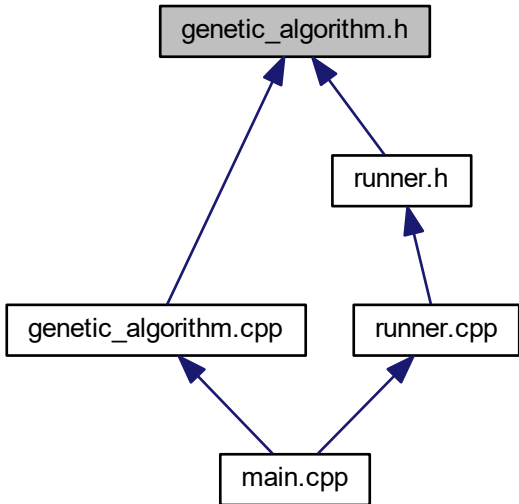 genetic_algorithm.h
runner.h
genetic_algorithm.cpp
runner.cpp
main.cpp